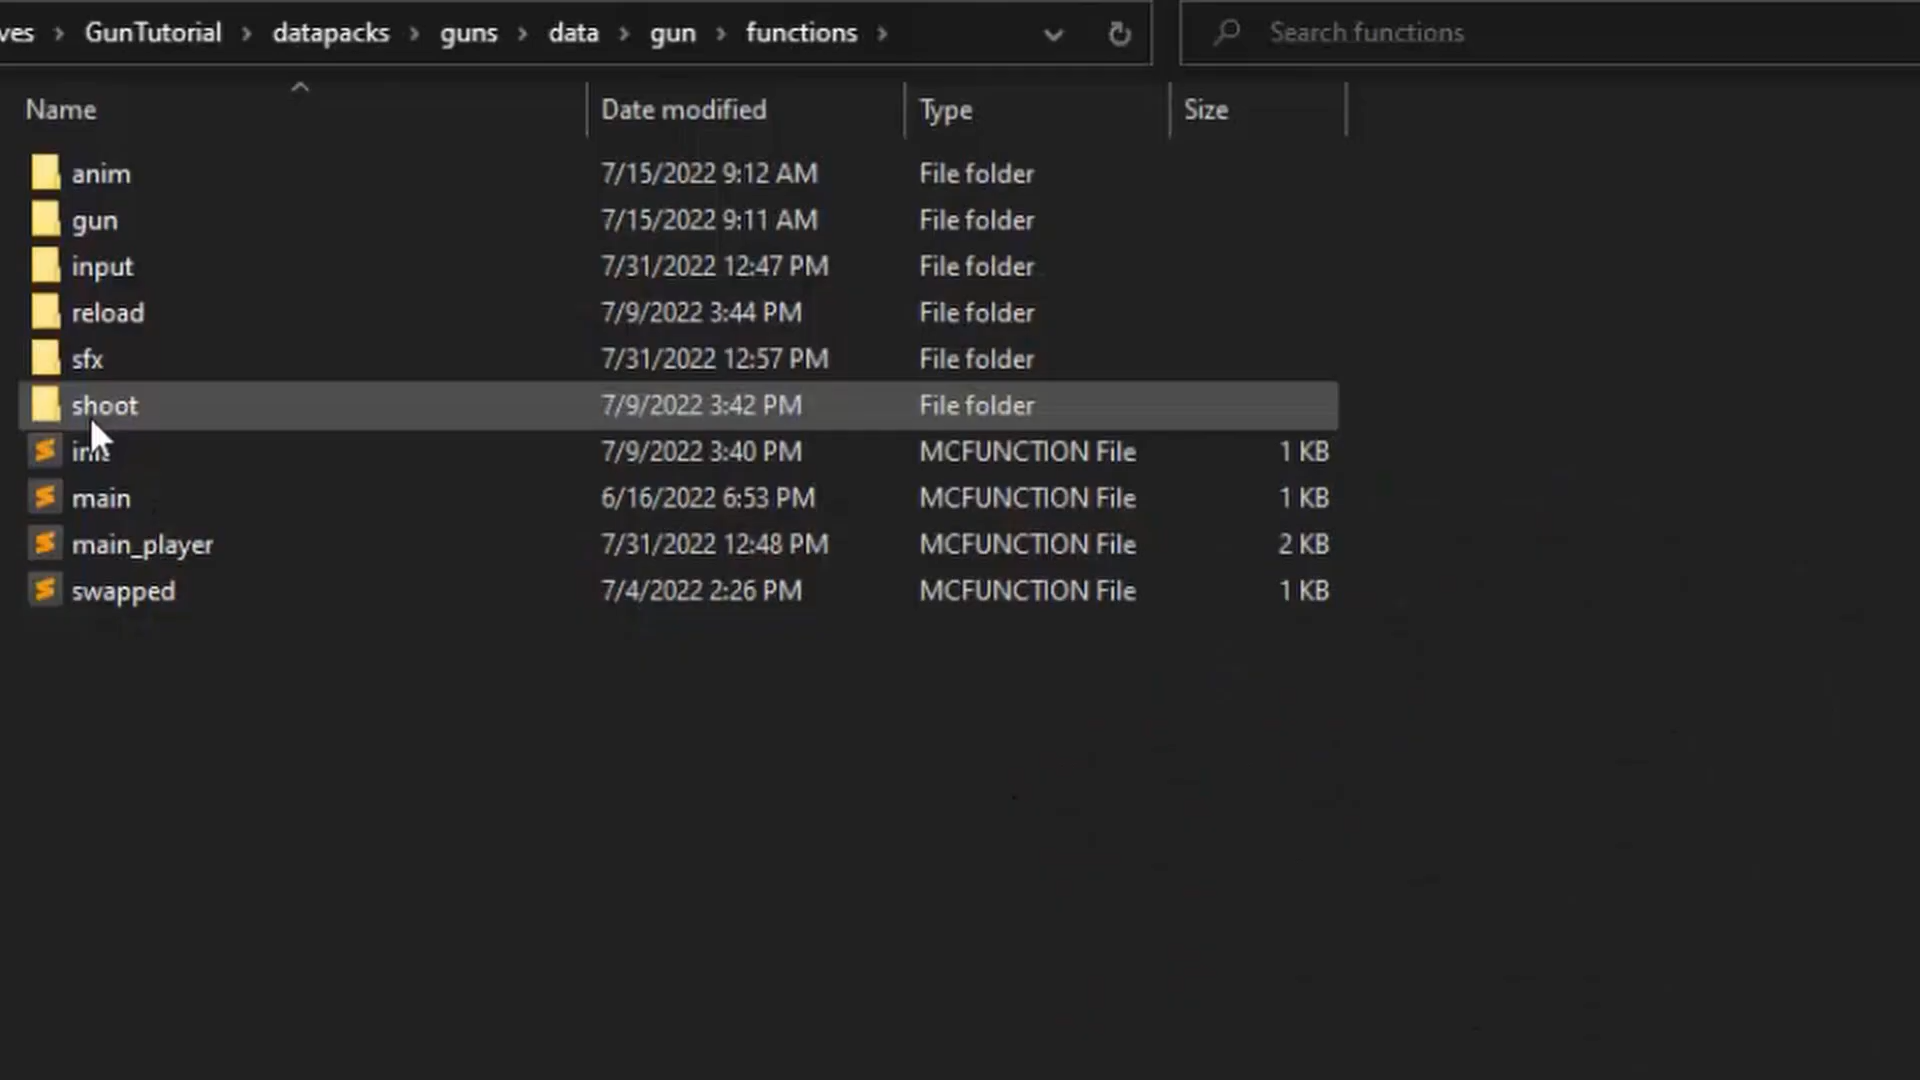 ves > GunTutorial > datapacks > guns > data > gun > functions >
Search functions
Name Date modified Type Size
anim 7/15/2022 9:12 AM File folder
gun 7/15/2022 9:11 AM File folder
input 7/31/2022 12:47 PM File folder
reload 7/9/2022 3:44 PM File folder
sfx 7/31/2022 12:57 PM File folder
shoot 7/9/2022 3:42 PM File folder
7/9/2022 3:40 PM MCFUNCTION File 1 KB
main 6/16/2022 6:53 PM MCFUNCTION File 1 KB
main_player 7/31/2022 12:48 PM MCFUNCTION File 2 KB
swapped 7/4/2022 2:26 PM MCFUNCTION File 1 KB